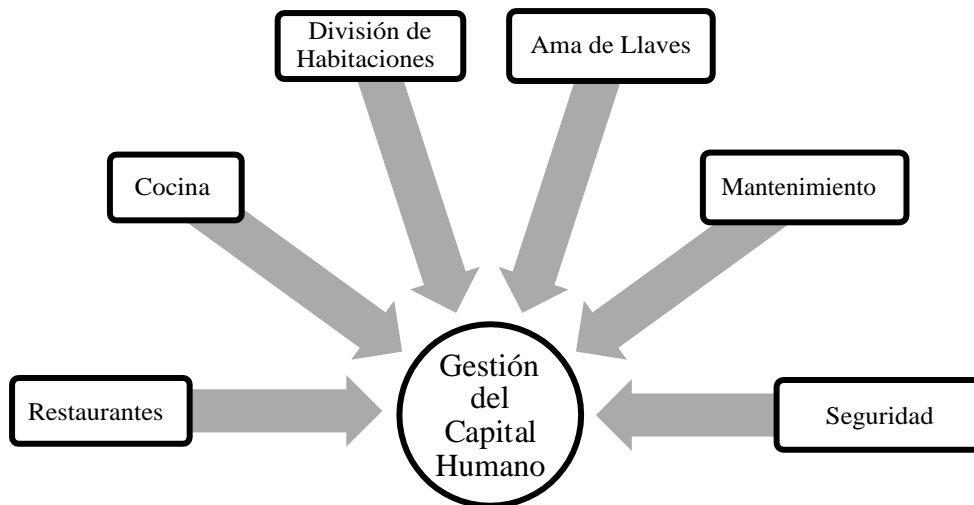 División de
Habitaciones
Ama de Llaves
Cocina
Mantenimiento
Restaurantes
Gestión
del
Capital
Humano
Seguridad